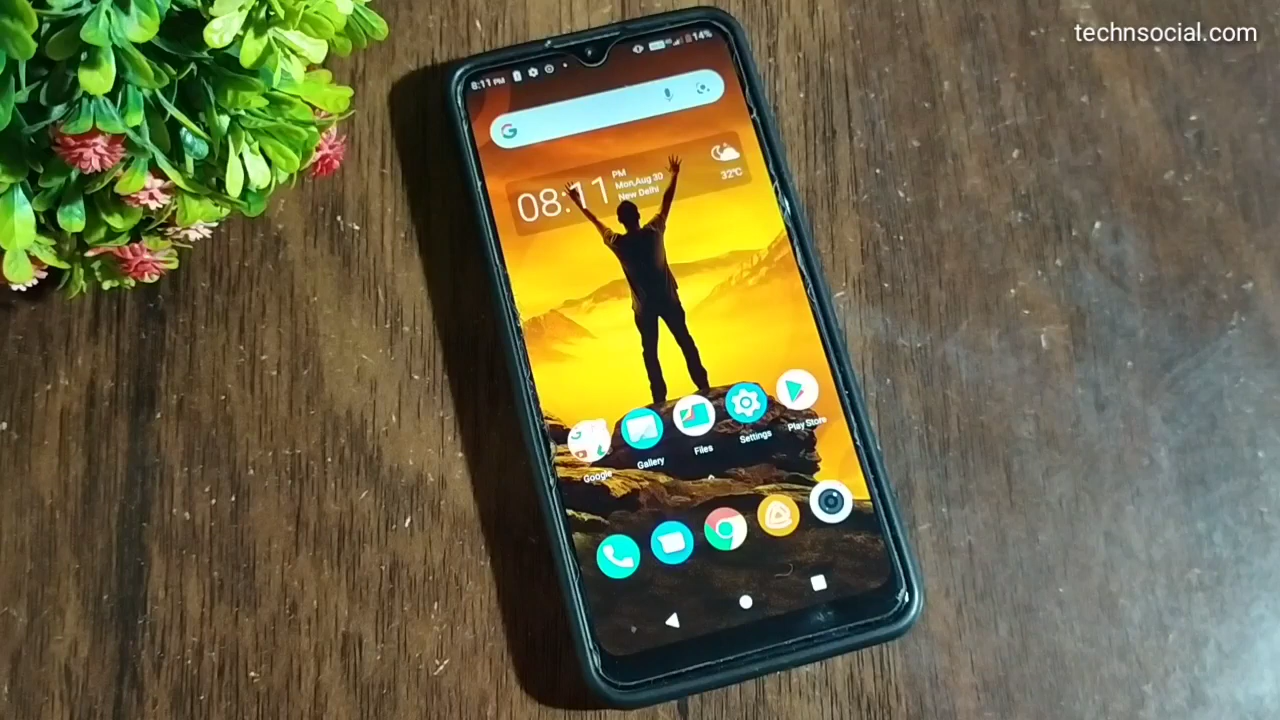 technsocial.com
8:11 PM
14%
G
08:11
PM
Mon,Aug 30
New Delhi
32°C
Google
Gallery
Files
Settings
Play Store